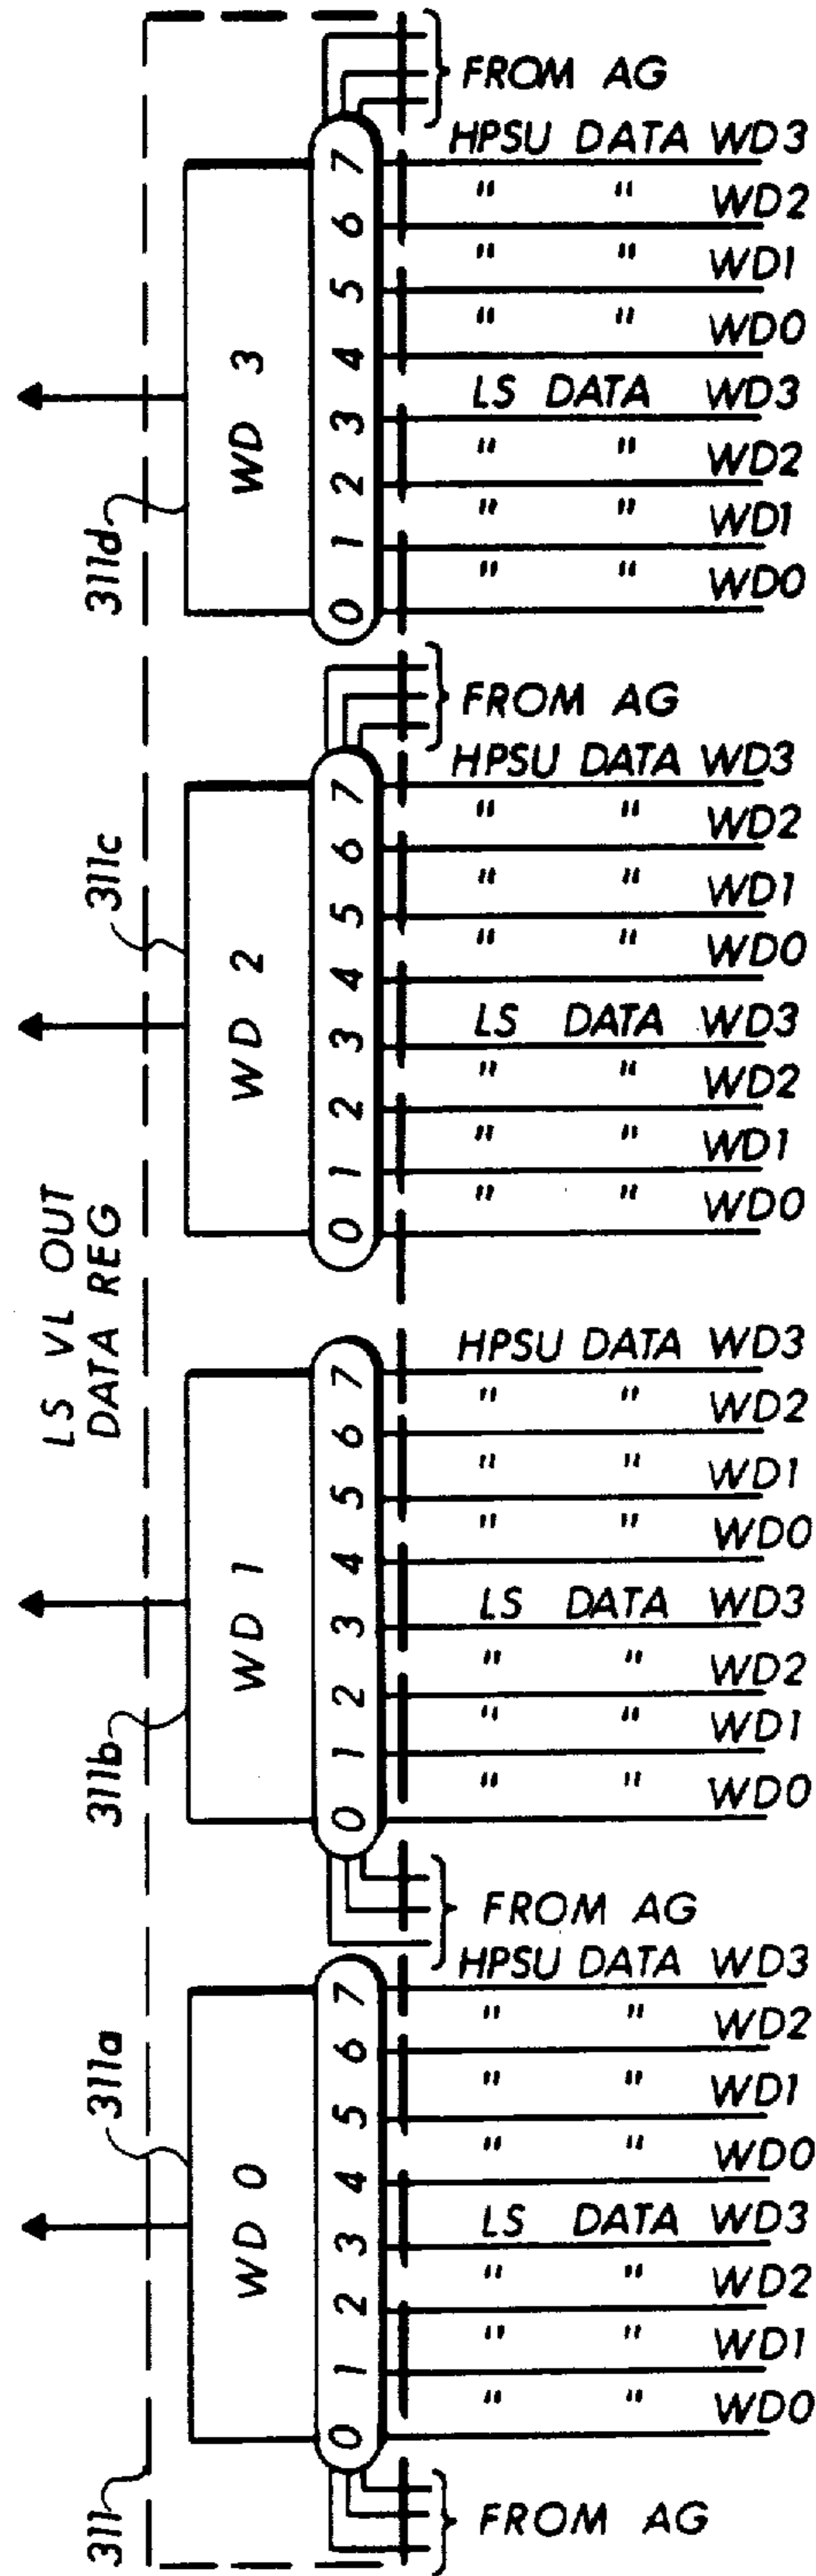 FROM AG
HPSU DATA WD3
" " WD2
" " WD1
" " WD0
LS DATA WD3
" " WD2
" " WD1
" " WD0
7
6
5
4
3
2
1
0
WD 3
311d
FROM AG
HPSU DATA WD3
" " WD2
" " WD1
" " WD0
LS DATA WD3
" " WD2
" " WD1
" " WD0
7
6
5
4
3
2
1
0
WD 2
311c
LS VL OUT
DATA REG
HPSU DATA WD3
" " WD2
" " WD1
" " WD0
LS DATA WD3
" " WD2
" " WD1
" " WD0
7
6
5
4
3
2
1
0
WD 1
311b
FROM AG
HPSU DATA WD3
" " WD2
" " WD1
" " WD0
LS DATA WD3
" " WD2
" " WD1
" " WD0
7
6
5
4
3
2
1
0
WD 0
311a
FROM AG
311